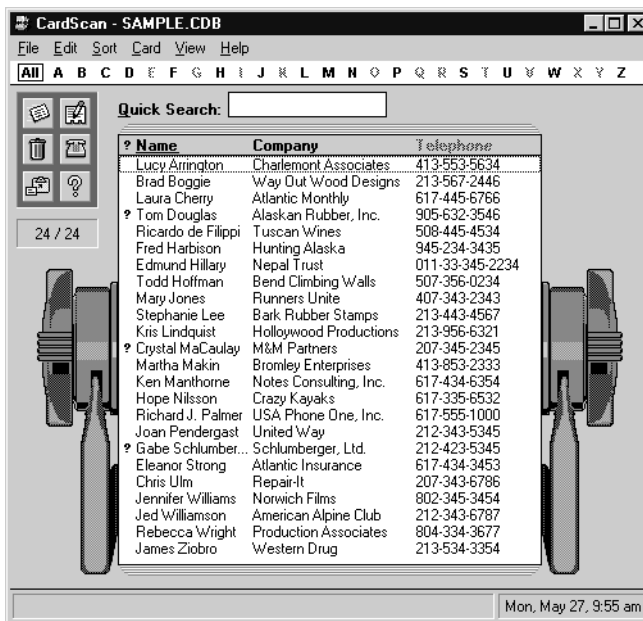 CardScan - SAMPLE.CDB
File Edit Sort Card View Help
All A B C D E F G H I J K L M N O P Q R S T U V W X Y Z
Quick Search:
? Name Company Telephone
Lucy Arrington Charlemont Associates 413-553-5634
Brad Boggie Way Out Wood Designs 213-567-2446
Laura Cherry Atlantic Monthly 617-445-6766
? Tom Douglas Alaskan Rubber, Inc. 905-632-3546
24 / 24
Ricardo de Filippi Tuscan Wines 508-445-4534
Fred Harbison Hunting Alaska 945-234-3435
Edmund Hillary Nepal Trust 011-33-345-2234
Todd Hoffman Bend Climbing Walls 507-356-0234
Mary Jones Runners Unite 407-343-2343
Stephanie Lee Bark Rubber Stamps 213-443-4567
Kris Lindquist Holloywood Productions 213-956-6321
? Crystal MaCaulay M&M Partners 207-345-2345
Martha Makin Bromley Enterprises 413-853-2333
Ken Manthorne Notes Consulting, Inc. 617-434-6354
Hope Nilsson Crazy Kayaks 617-335-6532
Richard J. Palmer USA Phone One, Inc. 617-555-1000
Joan Pendergast United Way 212-343-5345
? Gabe Schlumber... Schlumberger, Ltd. 212-423-5345
Eleanor Strong Atlantic Insurance 617-434-3453
Chris Ulm Repair-It 207-343-6786
Jennifer Williams Norwich Films 802-345-3454
Jed Williamson American Alpine Club 212-343-6787
Rebecca Wright Production Associates 804-334-3677
James Ziobro Western Drug 213-534-3354
Mon, May 27, 9:55 am